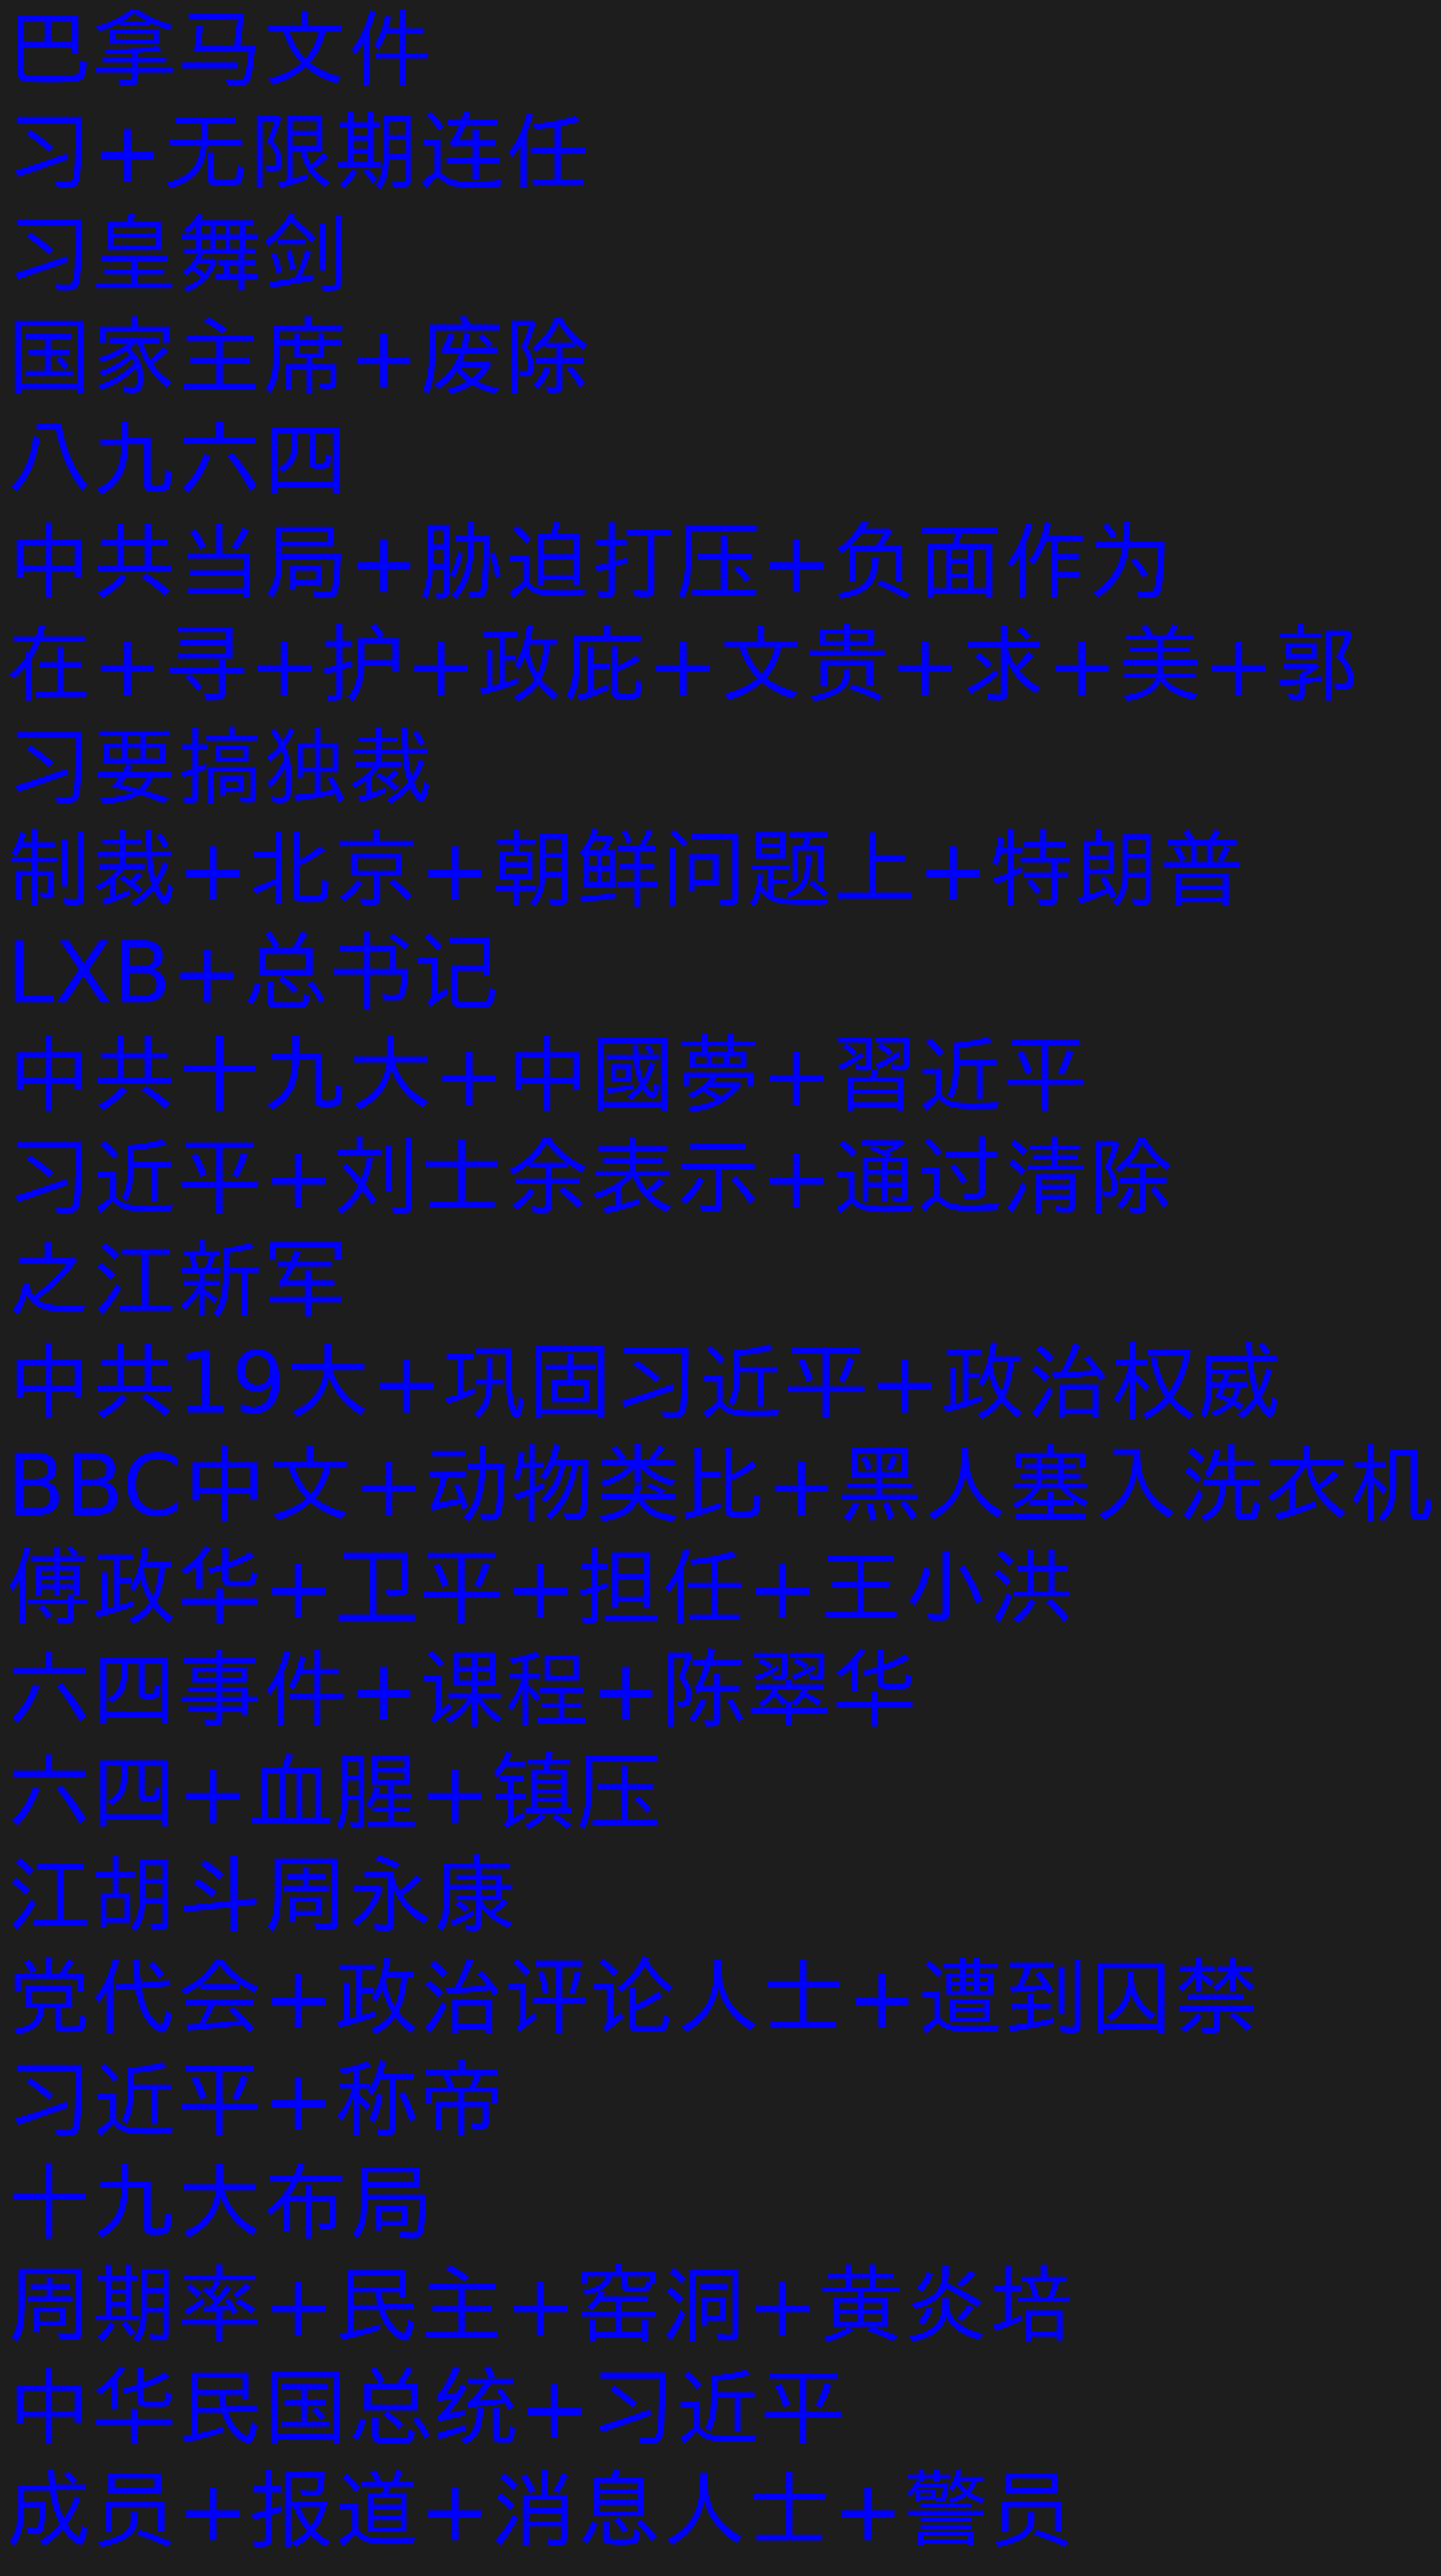 巴拿马文件
习+无限期连任
习皇舞剑
国家主席+废除
八九六四
中共当局+胁迫打压+负面作为
在+寻+护+政庇+文贵+求+美+郭
习要搞独裁
制裁+北京+朝鲜问题上+特朗普
LXB+总书记
中共十九大+中國夢+習近平
习近平+刘士余表示+通过清除
之江新军
中共19大+巩固习近平+政治权威
BBC中文+动物类比+黑人塞入洗衣机
傅政华+卫平+担任+王小洪
六四事件+课程+陈翠华
六四+血腥+镇压
江胡斗周永康
党代会+政治评论人士+遭到囚禁
习近平+称帝
十九大布局
周期率+民主+窑洞+黄炎培
中华民国总统+习近平
成员+报道+消息人士+警员